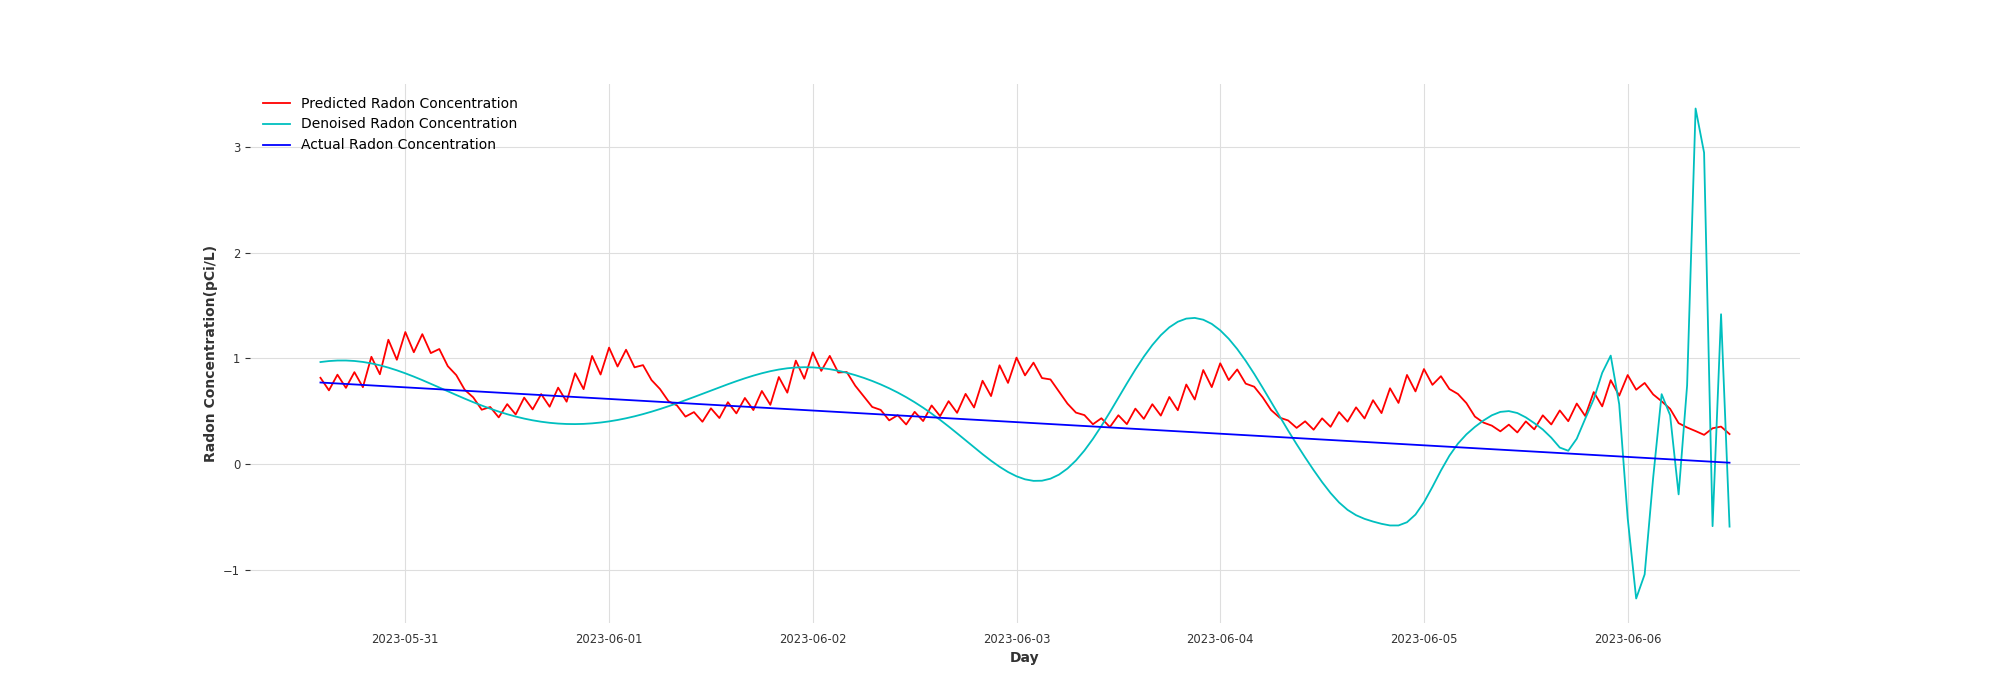 Predicted Radon Concentration
Denoised Radon Concentration
Actual Radon Concentration
3
2
1
0
−1
Radon Concentration(pCi/L)
2023-05-31
2023-06-01
2023-06-02
2023-06-03
2023-06-04
2023-06-05
2023-06-06
Day